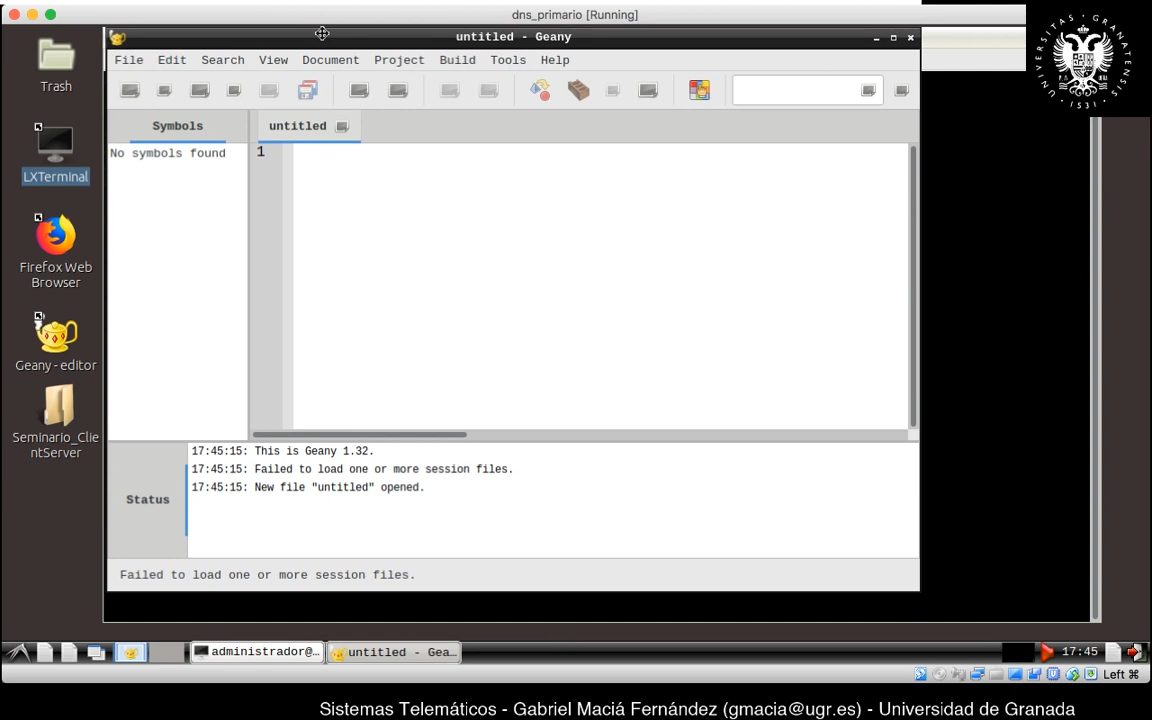 dns_primario [Running]
untitled - Geany
File Edit Search View Document Project Build Tools Help
Trash
LXTerminal
Firefox Web
Browser
Geany - editor
Seminario_Clie
ntServer
Symbols
No symbols found
untitled
1
17:45:15: This is Geany 1.32.
17:45:15: Failed to load one or more session files.
17:45:15: New file "untitled" opened.
Status
Failed to load one or more session files.
administrador@...
untitled - Gea...
17:45
Left ⌘
UNIVERSITAS GRANATENSIS
1531
Sistemas Telemáticos - Gabriel Maciá Fernández (gmacia@ugr.es) - Universidad de Granada